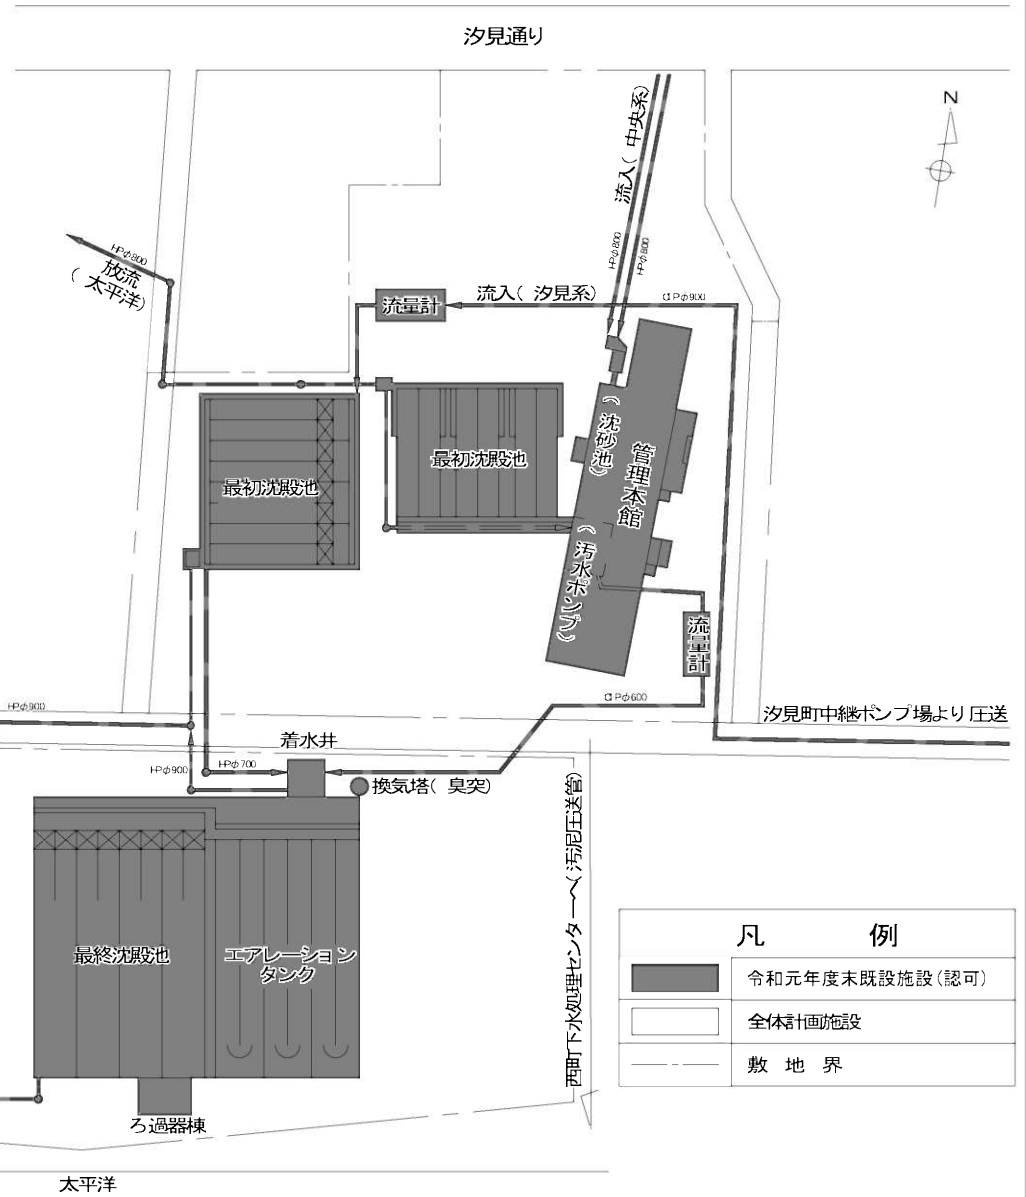 汐見通り
N
流入(中央系)
HPφ800
HPφ800
HPφ800
放流
(太平洋)
流入(汐見系)
CIPφ900
流量計
(沈砂池)
管理本館
最初沈殿池
最初沈殿池
(汚水ポンプ)
流量計
CIPφ600
HPφ900
汐見町中継ポンプ場より圧送
着水井
HPφ700
HPφ900
換気塔(臭突)
西町下水処理センターへ(汚泥圧送管)
最終沈殿池
エアレーション
タンク
ろ過器棟
太平洋
凡例
令和元年度末既設施設(認可)
全体計画施設
敷地界